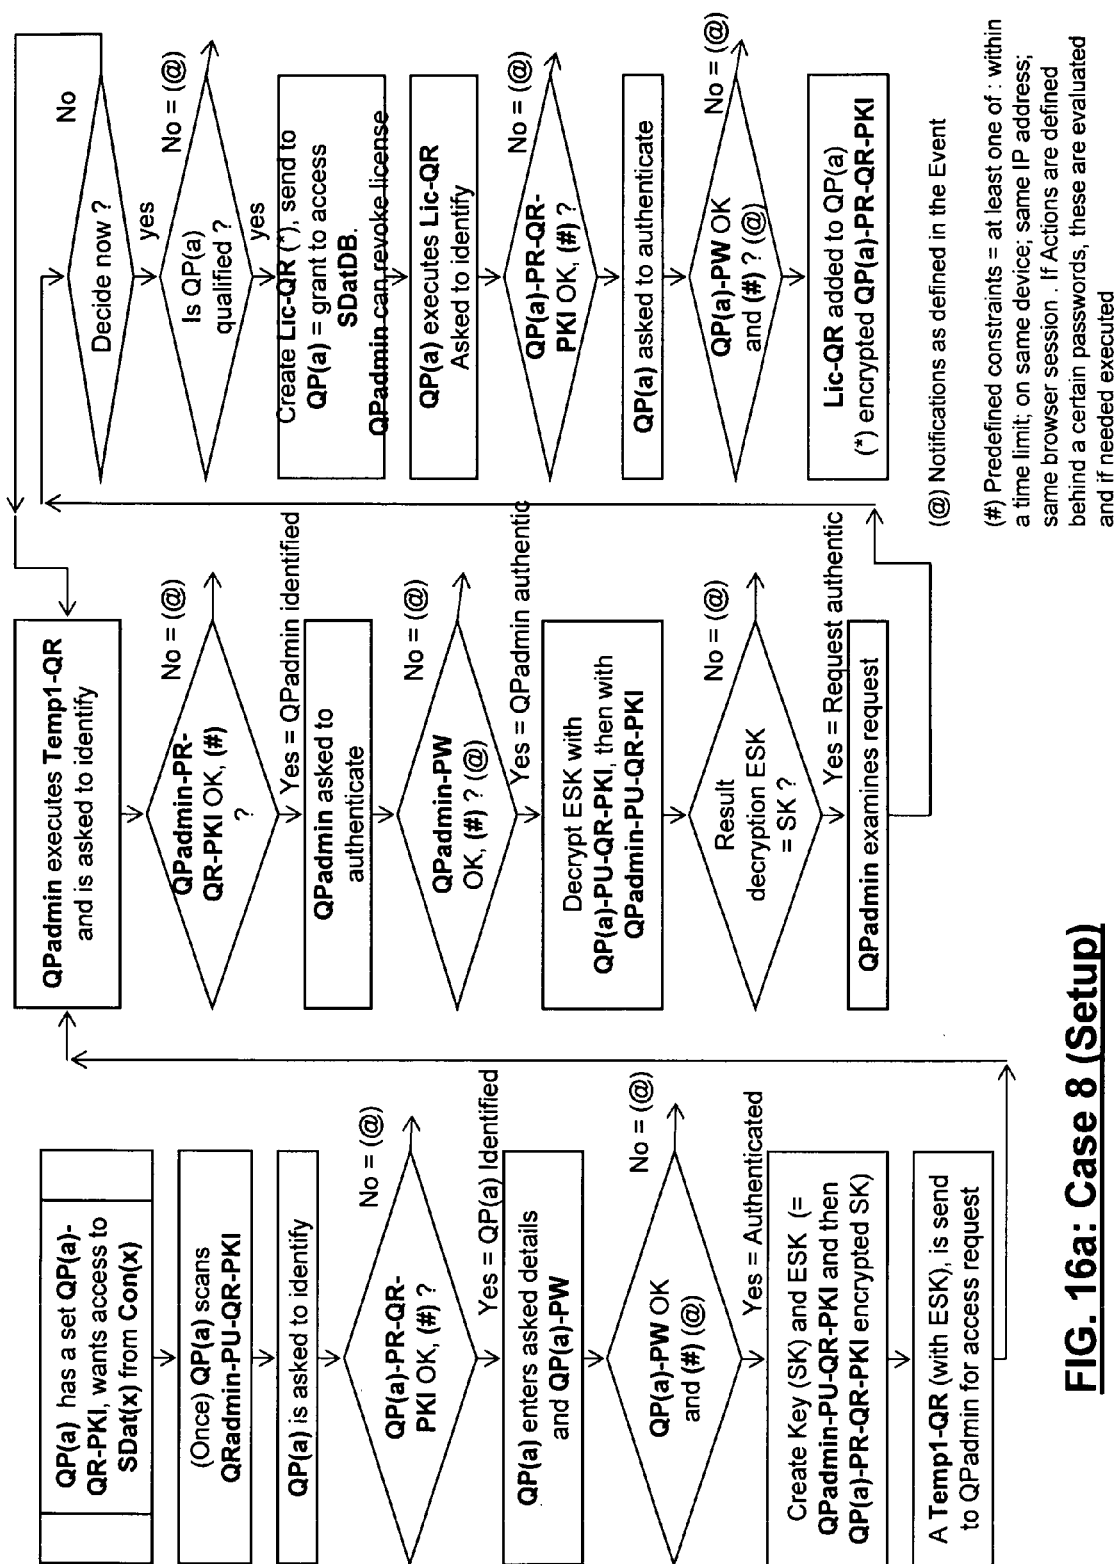 QP(a) has a set QP(a)-
QR-PKI, wants access to
SDat(x) from Con(x)
(Once) QP(a) scans
QRadmin-PU-QR-PKI
QP(a) is asked to identify
QP(a)-PR-QR-
PKI OK, (#) ?
No = (@)
Yes = QP(a) Identified
QP(a) enters asked details
and QP(a)-PW
QP(a)-PW OK
and (#) (@)
No = (@)
Yes = Authenticated
Create Key (SK) and ESK (=
QPadmin-PU-QR-PKI and then
QP(a)-PR-QR-PKI encrypted SK)
A Temp1-QR (with ESK), is send
to QPadmin for access request
QPadmin executes Temp1-QR
and is asked to identify
QPadmin-PR-
QR-PKI OK, (#)
?
No = (@)
Yes = QPadmin identified
QPadmin asked to
authenticate
QPadmin-PW
OK, (#) ? (@)
No = (@)
Yes = QPadmin authentic
Decrypt ESK with
QP(a)-PU-QR-PKI, then with
QPadmin-PU-QR-PKI
Result
decryption ESK
= SK ?
No = (@)
Yes = Request authentic
QPadmin examines request
Decide now ?
No
yes
Is QP(a)
qualified ?
No = (@)
yes
Create Lic-QR (*), send to
QP(a) = grant to access
SDatDB.
QPadmin can revoke license
QP(a) executes Lic-QR
Asked to identify
QP(a)-PR-QR-
PKI OK, (#) ?
No = (@)
QP(a) asked to authenticate
QP(a)-PW OK
and (#) ? (@)
No = (@)
Lic-QR added to QP(a)
(*) encrypted QP(a)-PR-QR-PKI
(@) Notifications as defined in the Event
(#) Predefined constraints = at least one of : within
a time limit; on same device; same IP address;
same browser session . If Actions are defined
behind a certain passwords, these are evaluated
and if needed executed
FIG. 16a: Case 8 (Setup)